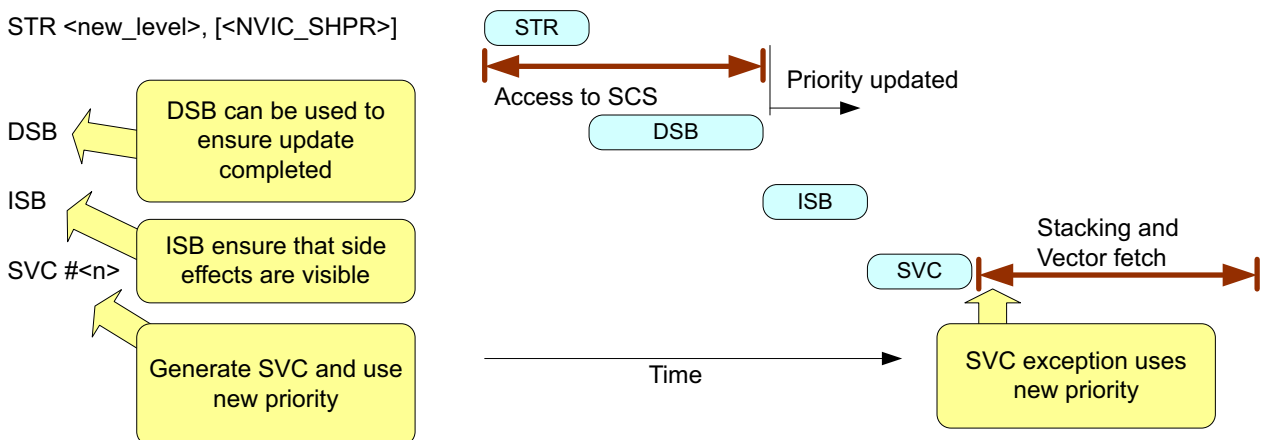 STR <new_level>, [<NVIC_SHPR>]
DSB
DSB can be used to
ensure update
completed
ISB
ISB ensure that side
effects are visible
SVC #<n>
Generate SVC and use
new priority
STR
Access to SCS
Priority updated
DSB
ISB
SVC
Stacking and
Vector fetch
Time
SVC exception uses
new priority